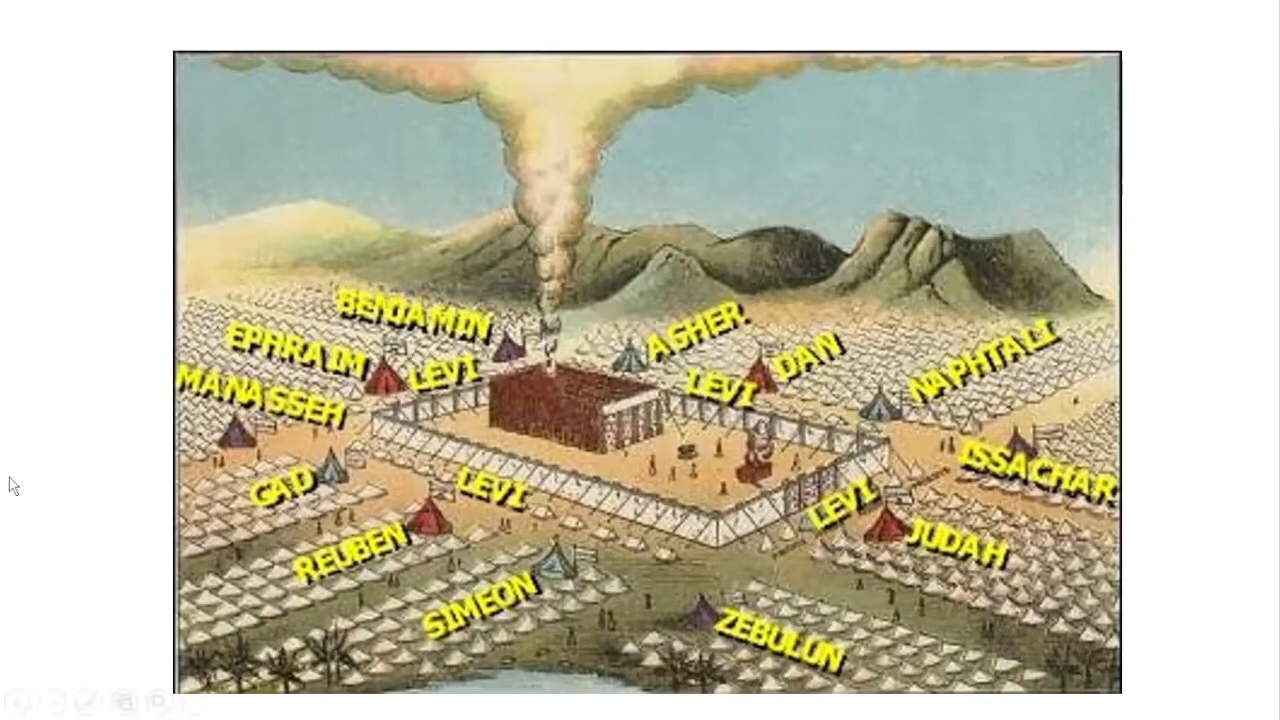 BENJAMIN
ASHER
EPHRAIM
LEVI
DAN
NAPHTALI
MANASSEH
LEVI
GAD
LEVI
ISSACHAR
LEVI
REUBEN
JUDAH
SIMEON
ZEBULUN